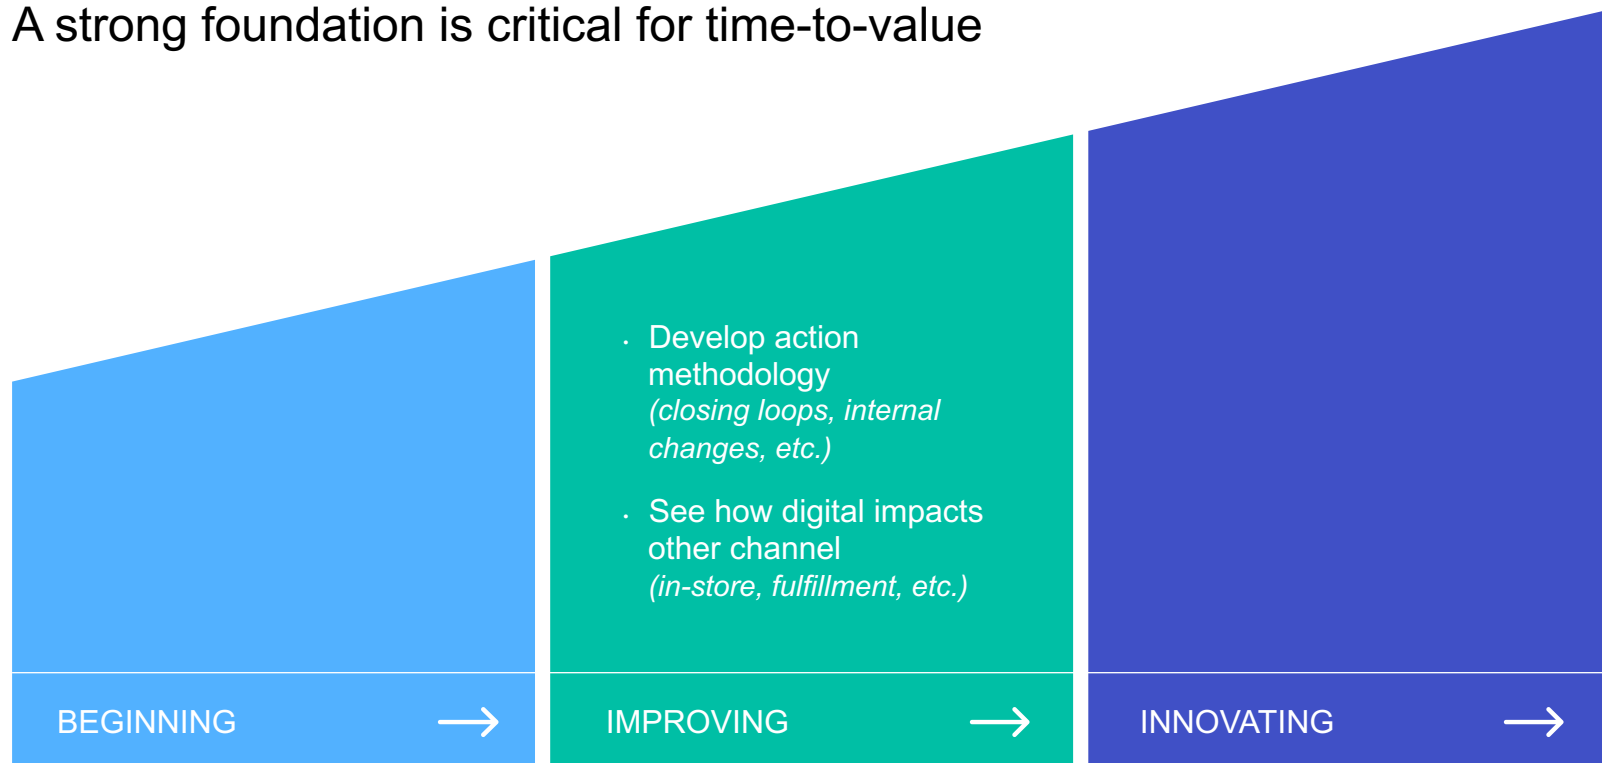 A strong foundation is critical for time-to-value
· Develop action
methodology
(closing loops, internal
changes, etc.)
· See how digital impacts
other channel
(in-store, fulfillment, etc.)
BEGINNING
IMPROVING
INNOVATING